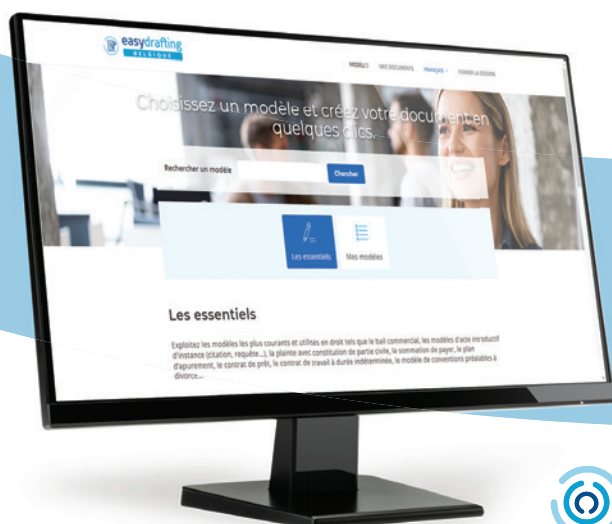 easydrafting
BELGIQUE
MODÈLES MES DOCUMENTS FRANÇAIS FERMER LA SESSION
Choisissez un modèle et créez votre document en
quelques clics.
Rechercher un modèle Chercher
Les essentiels Mes modèles
Les essentiels
Exploitez les modèles les plus courants et utilités en droit tels que le bail commercial, les modèles d'acte introductif
d'instance (citation, requête...), la plainte avec constitution de partie civile, la sommation de payer, le plan
d'apurement, le contrat de prêt, le contrat de travail à durée indéterminée, le modèle de conventions préalables à
divorce...